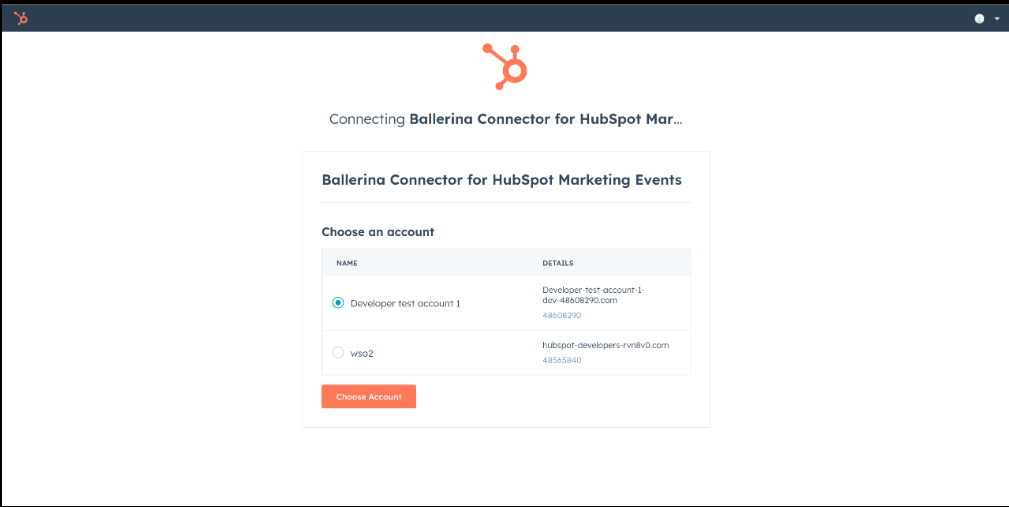 Connecting Ballerina Connector for HubSpot Mar...
Ballerina Connector for HubSpot Marketing Events
Choose an account
NAME DETAILS
Developer test account 1
Developer-test-account-1-
dev-48608290.com
48608290
wso2
hubspot-developers-rvn8v0.com
48565840
Choose Account